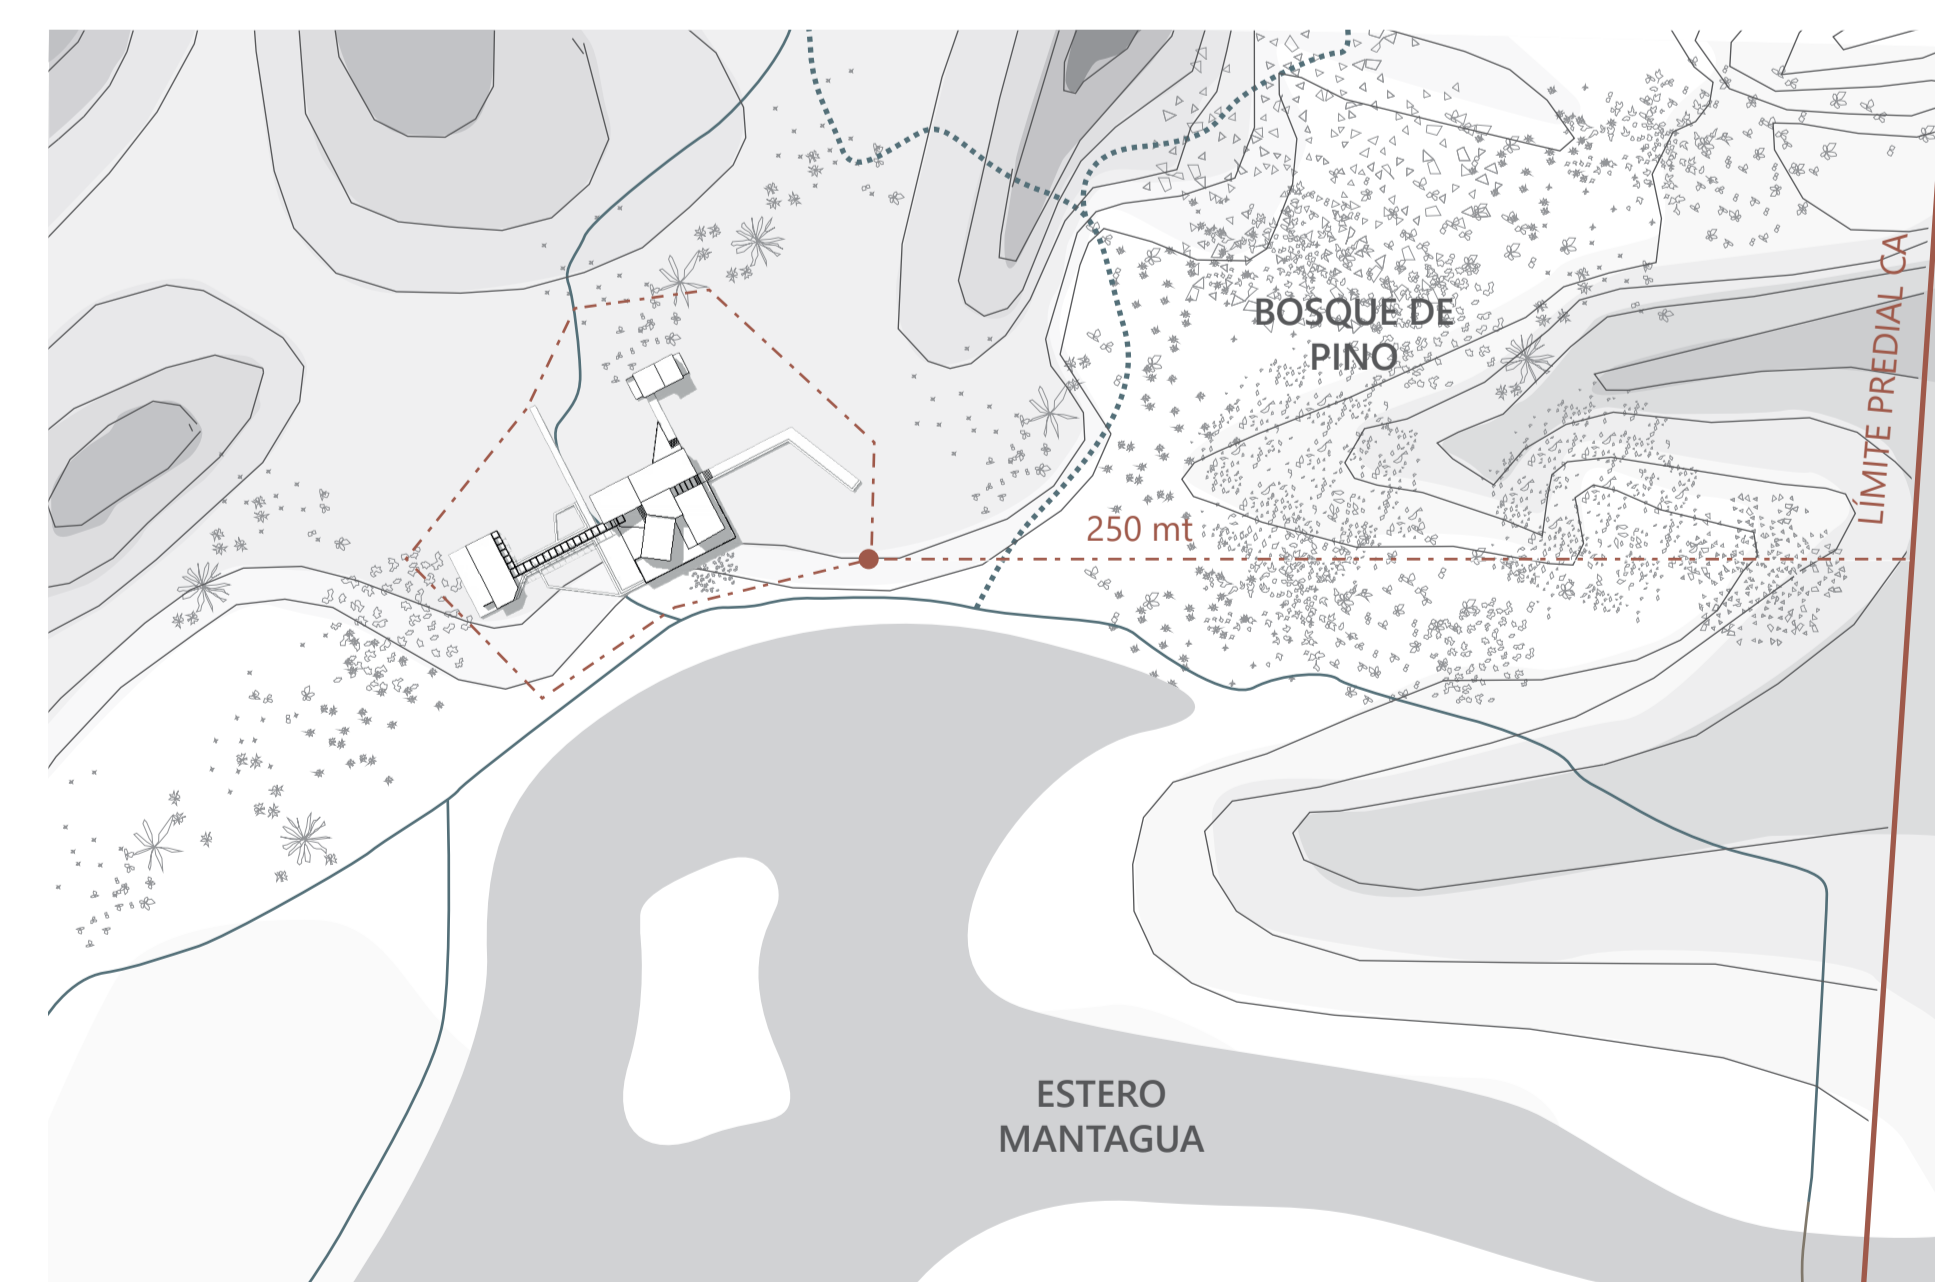 BOSQUE DE
PINO
LÍMITE PREDIAL CA
250 mt
ESTERO
MANTAGUA